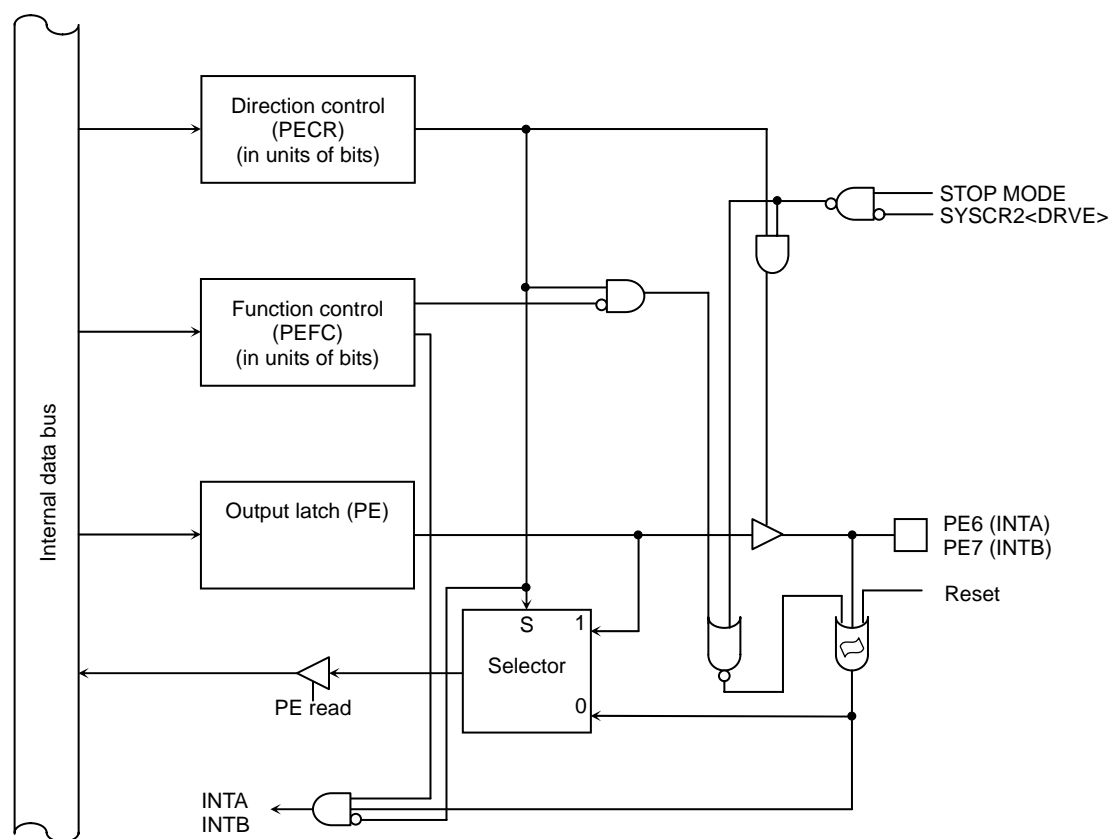 Internal data bus
Direction control
(PECR)
(in units of bits)
STOP MODE
SYSCR2<DRVE>
Function control
(PEFC)
(in units of bits)
Output latch (PE)
PE6 (INTA)
PE7 (INTB)
Reset
S
1
Selector
0
PE read
INTA
INTB